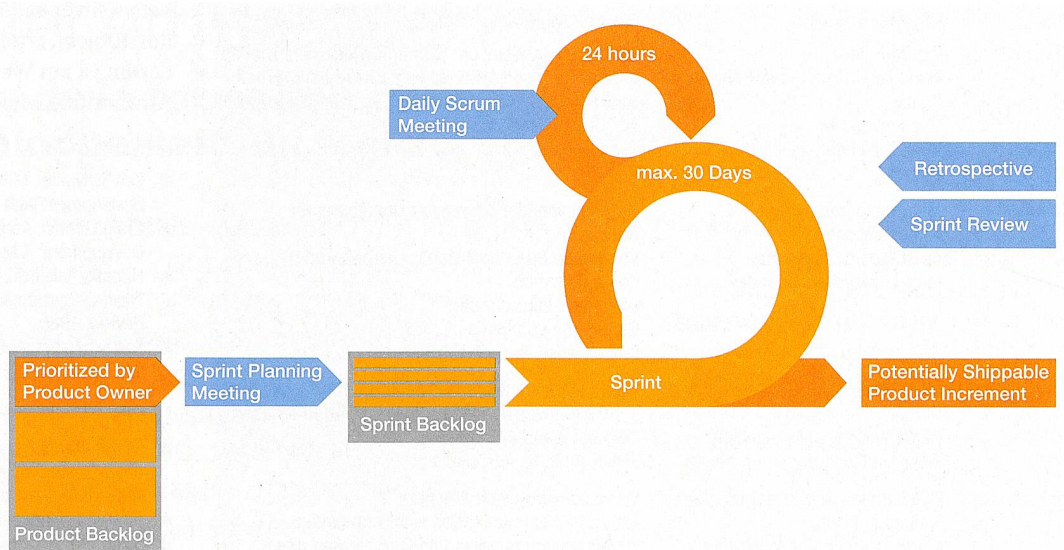 24 hours
Daily Scrum
Meeting
max. 30 Days
Retrospective
Sprint Review
Prioritized by
Product Owner
Sprint Planning
Meeting
Sprint Backlog
Sprint
Potentially Shippable
Product Increment
Product Backlog